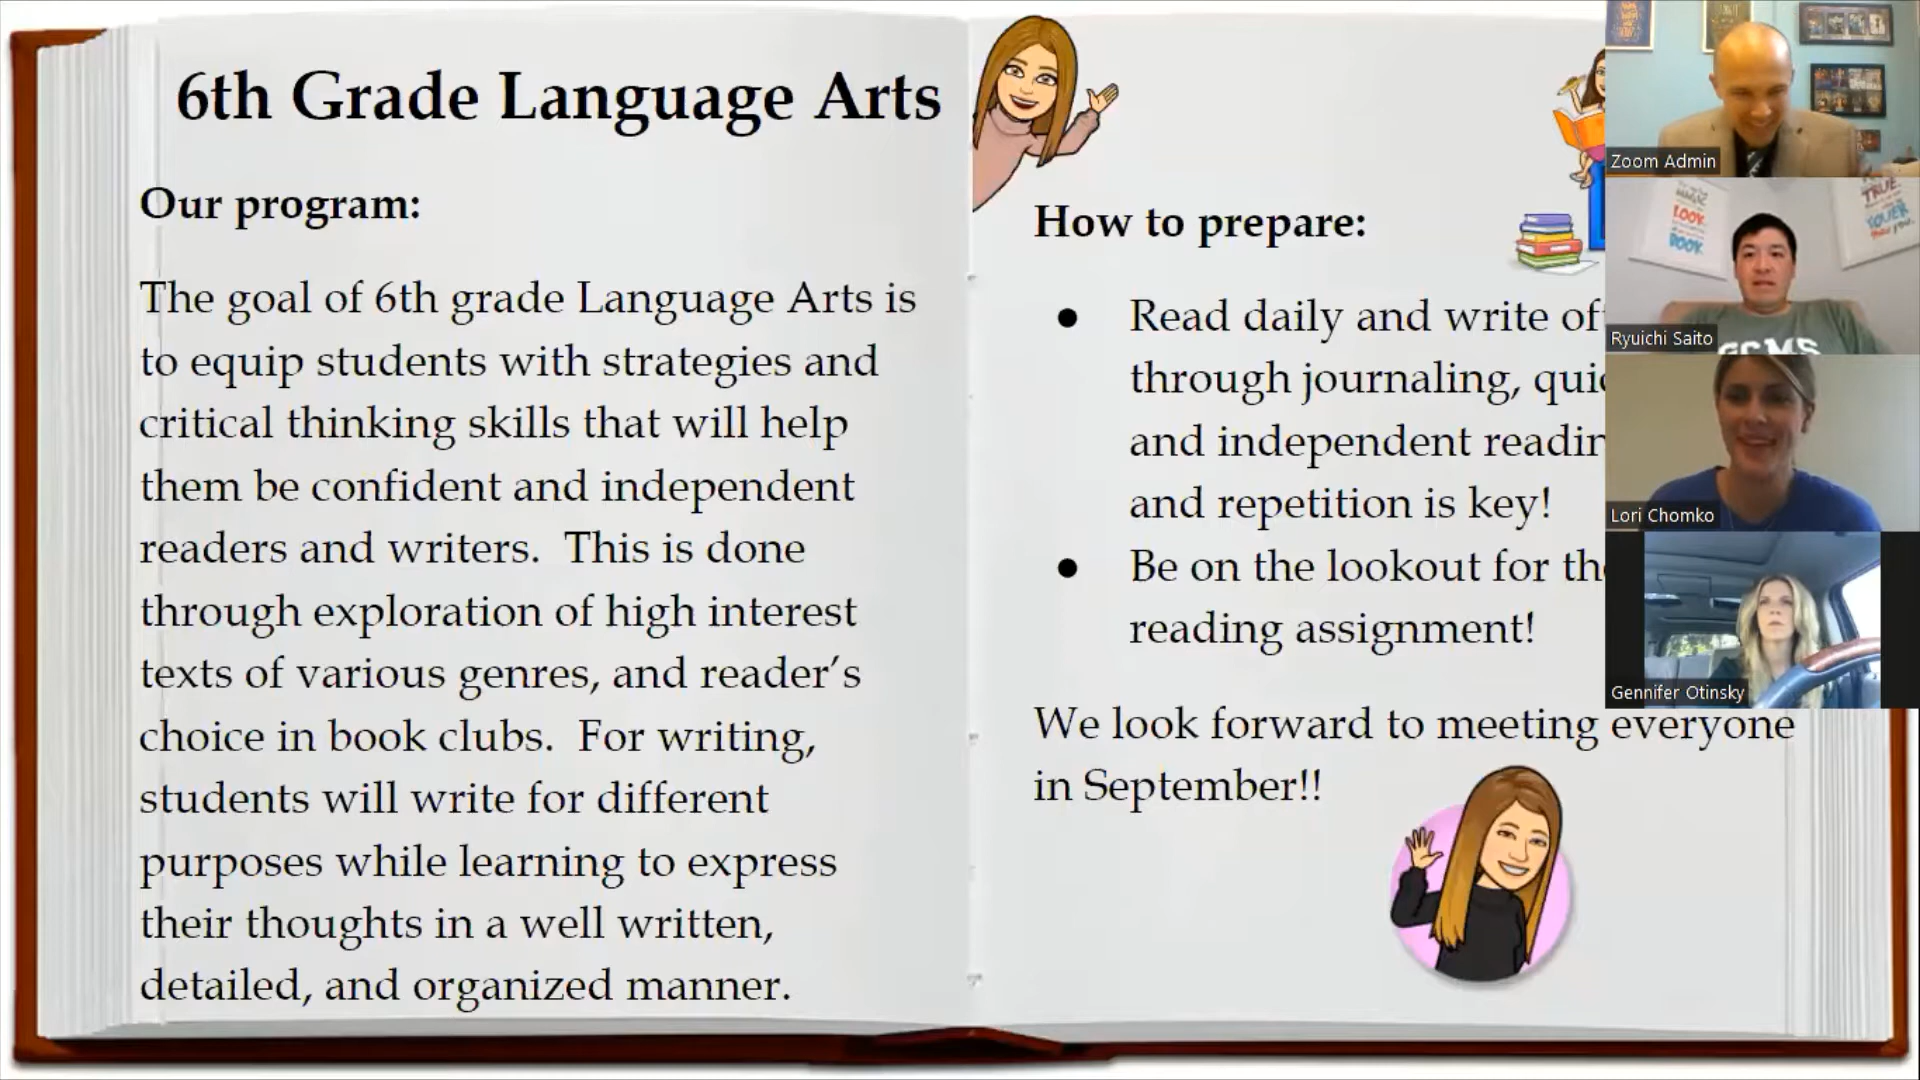 6th Grade Language Arts
Our program:
The goal of 6th grade Language Arts is
to equip students with strategies and
critical thinking skills that will help
them be confident and independent
readers and writers.  This is done
through exploration of high interest
texts of various genres, and reader’s
choice in book clubs.  For writing,
students will write for different
purposes while learning to express
their thoughts in a well written,
detailed, and organized manner.
How to prepare:
● Read daily and write
through journaling,
and independent
and repetition is key!
● Be on the lookout for
reading assignment!
We look forward to meeting everyone
in September!!
Zoom Admin
LOOK
BOOK
TRUE.
Ryuichi Saito
GCMS
Lori Chomko
Gennifer Otinsky